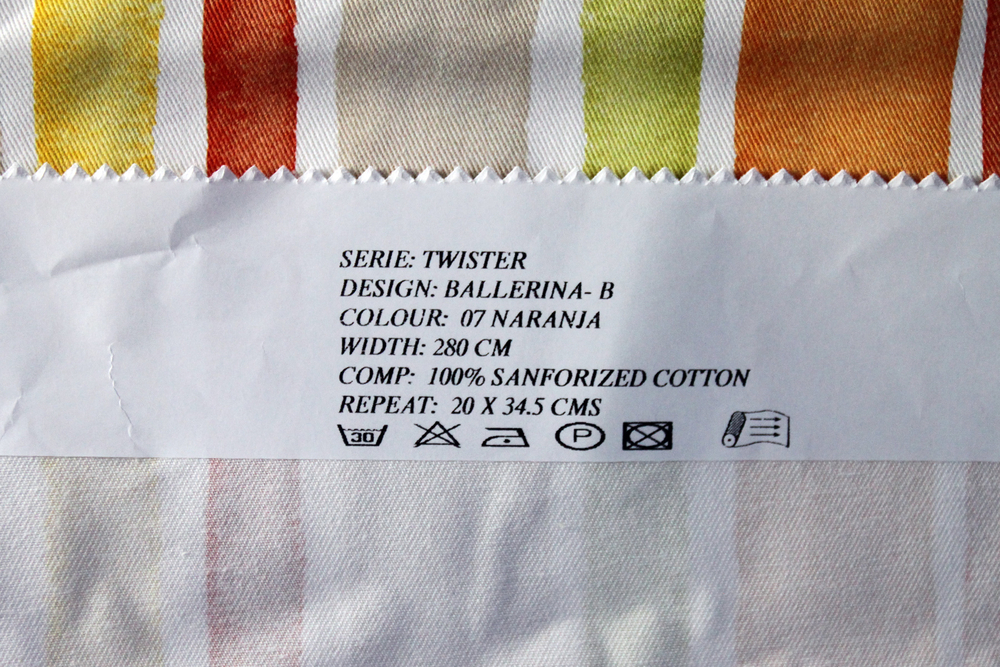 SERIE: TWISTER
DESIGN: BALLERINA- B
COLOUR: 07 NARANJA
WIDTH: 280 CM
COMP: 100% SANFORIZED COTTON
REPEAT: 20 X 34.5 CMS
30 P